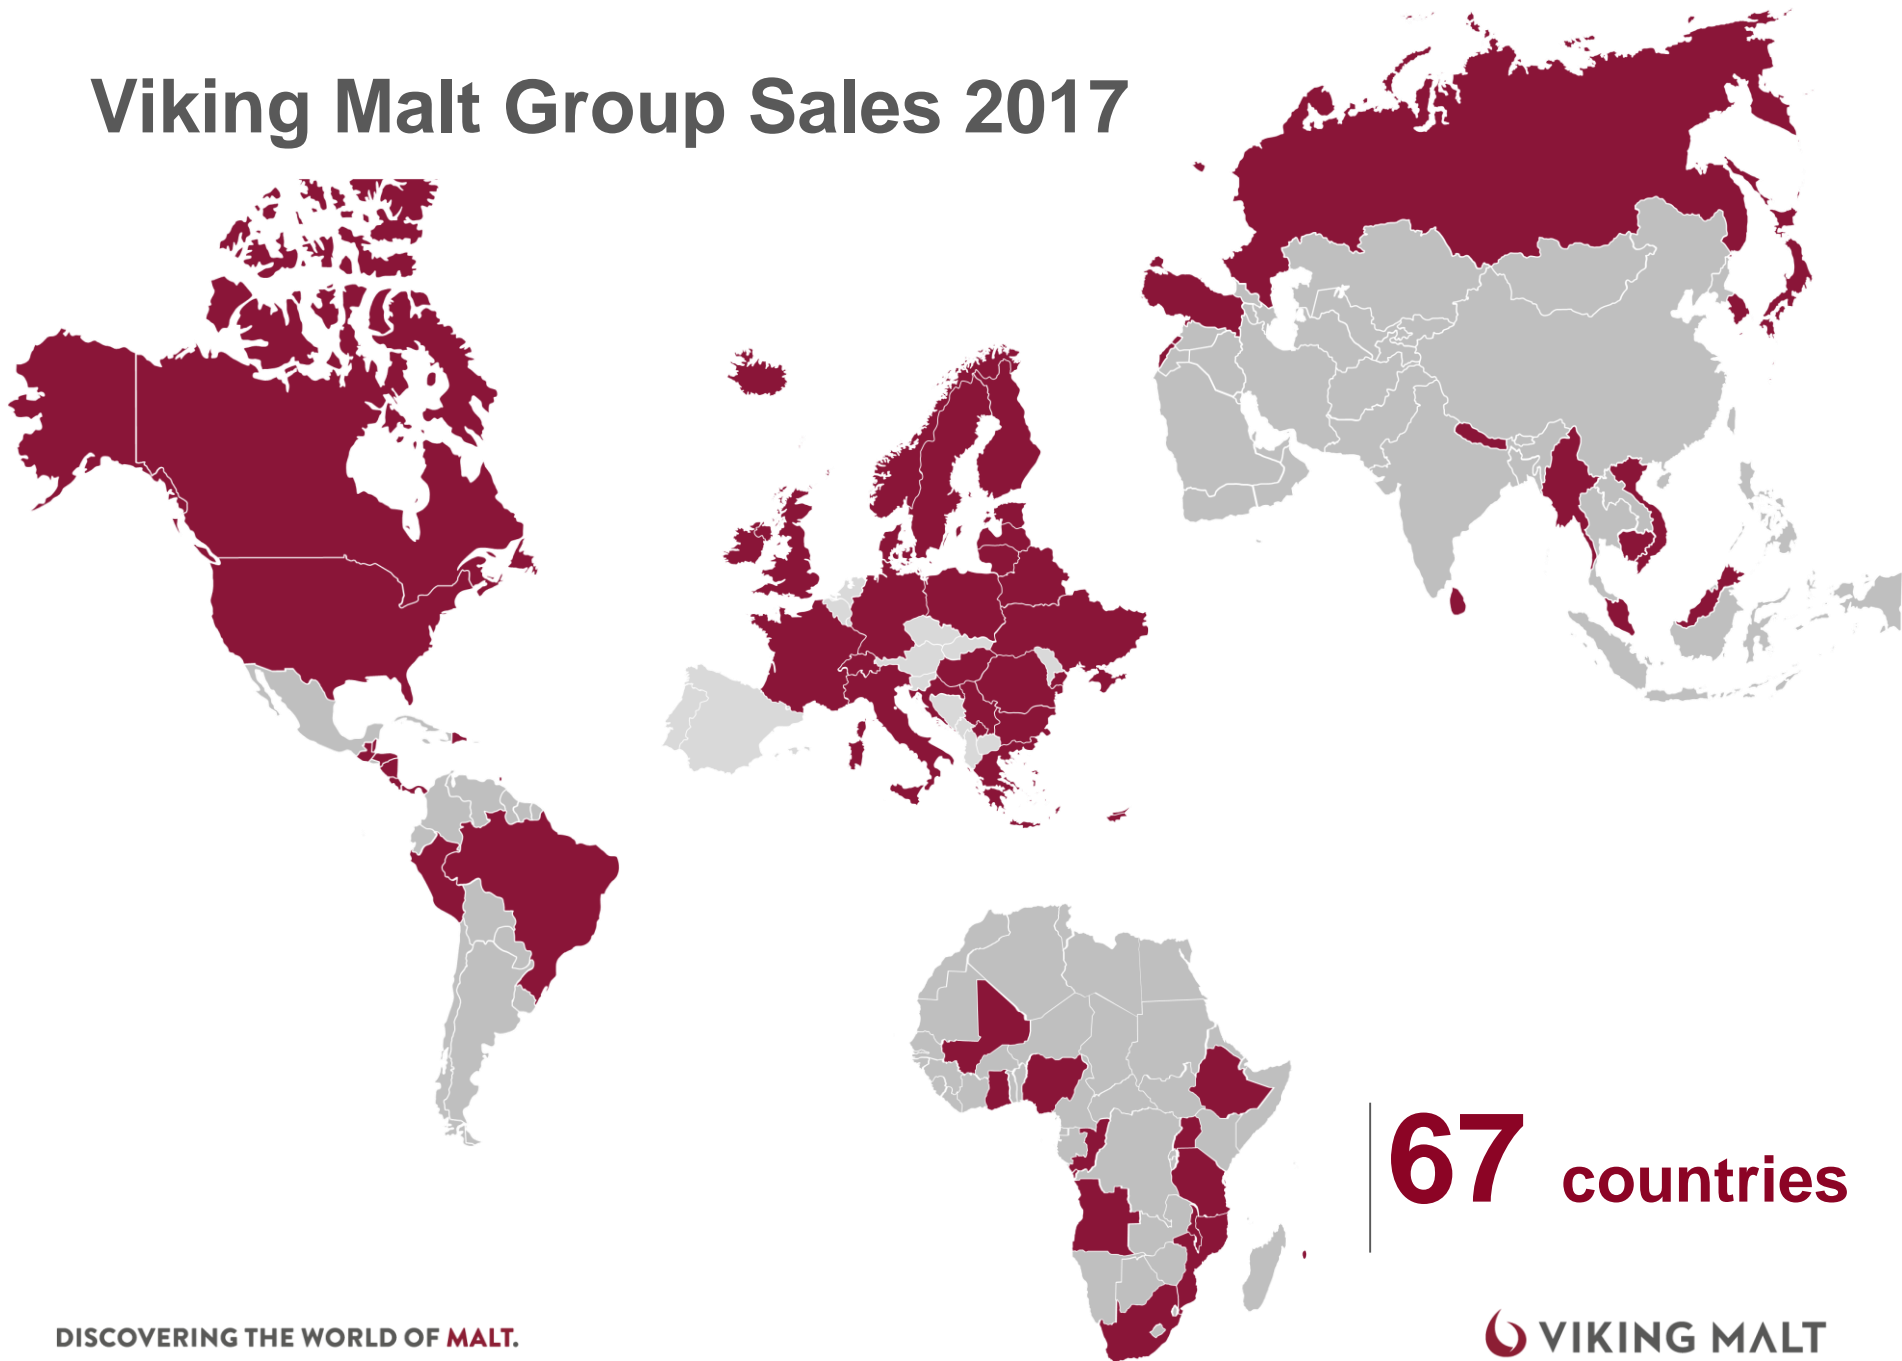 Viking Malt Group Sales 2017
67 countries
DISCOVERING THE WORLD OF MALT.
VIKING MALT